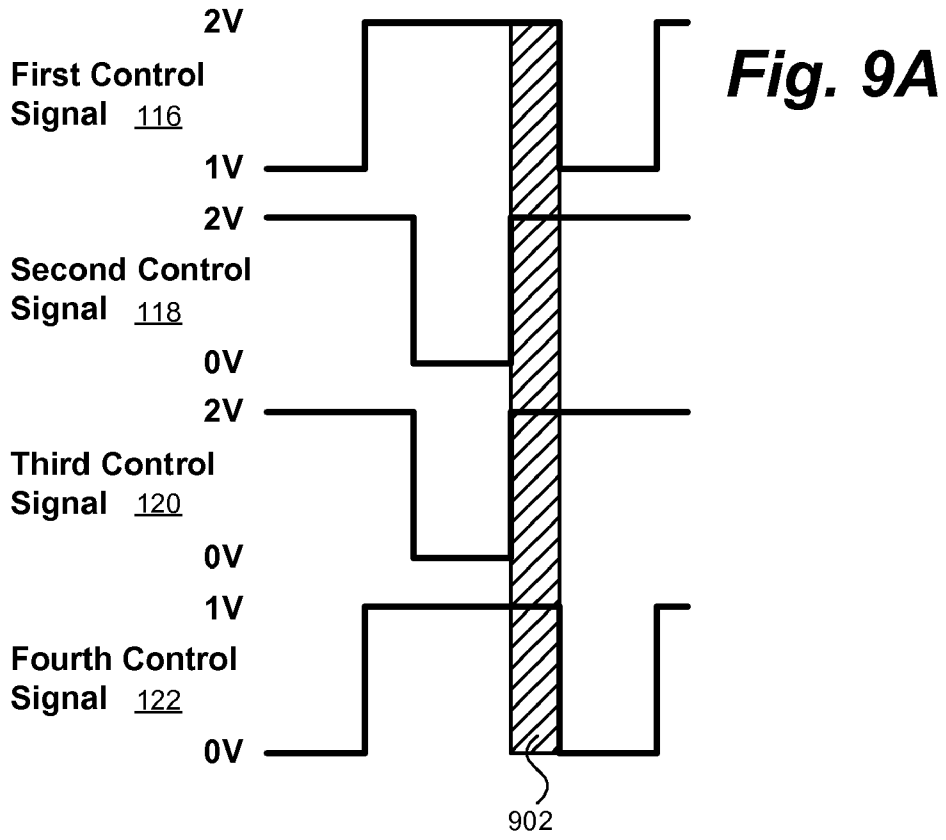 Fig. 9A
2V
First Control
Signal 116
1V
2V
Second Control
Signal 118
0V
2V
Third Control
Signal 120
0V
1V
Fourth Control
Signal 122
0V
902